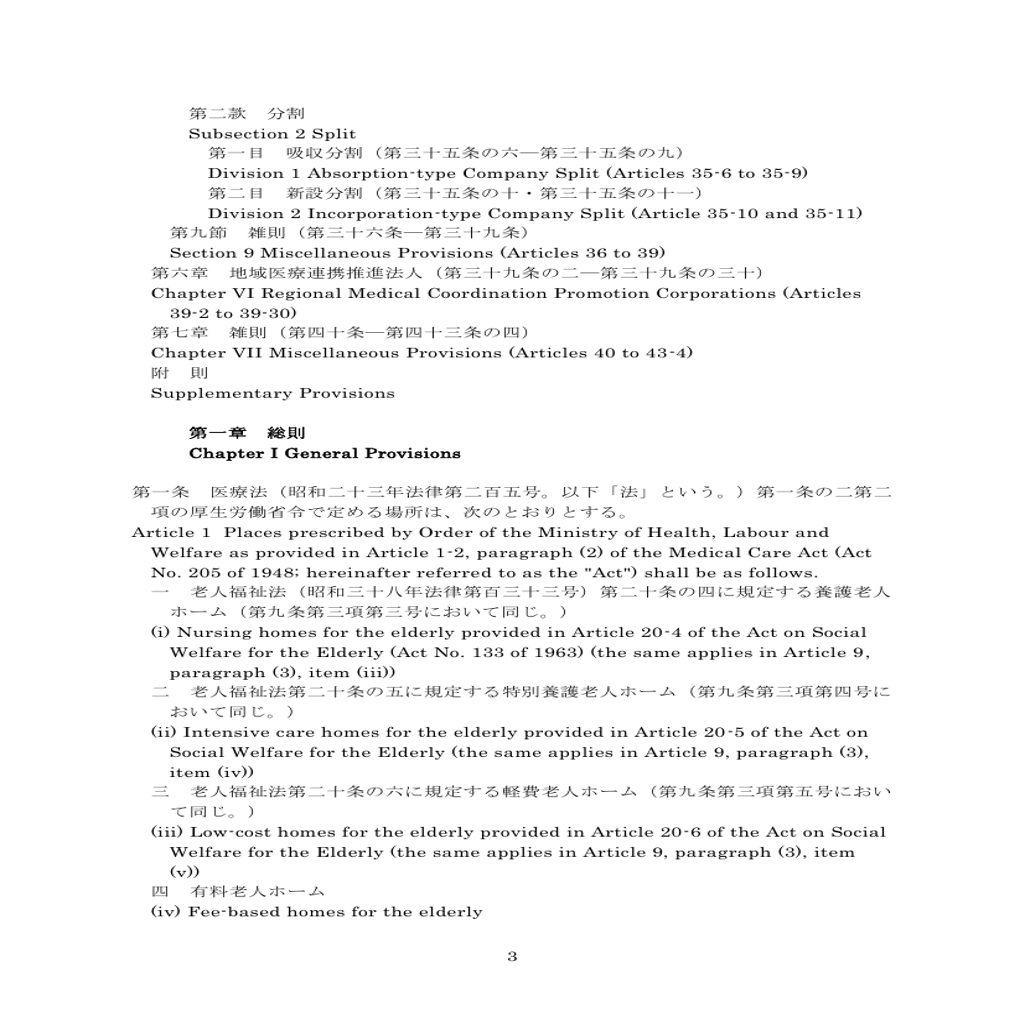 第二款　分割
Subsection 2 Split
第一目　吸収分割（第三十五条の六―第三十五条の九）
Division 1 Absorption-type Company Split (Articles 35-6 to 35-9)
第二目　新設分割（第三十五条の十・第三十五条の十一）
Division 2 Incorporation-type Company Split (Article 35-10 and 35-11)
第九節　雑則（第三十六条―第三十九条）
Section 9 Miscellaneous Provisions (Articles 36 to 39)
第六章　地域医療連携推進法人（第三十九条の二―第三十九条の三十）
Chapter VI Regional Medical Coordination Promotion Corporations (Articles
39-2 to 39-30)
第七章　雑則（第四十条―第四十三条の四）
Chapter VII Miscellaneous Provisions (Articles 40 to 43-4)
附　則
Supplementary Provisions
第一章　総則
Chapter I General Provisions
第一条　医療法（昭和二十三年法律第二百五号。以下「法」という。）第一条の二第二
項の厚生労働省令で定める場所は、次のとおりとする。
Article 1 Places prescribed by Order of the Ministry of Health, Labour and
Welfare as provided in Article 1-2, paragraph (2) of the Medical Care Act (Act
No. 205 of 1948; hereinafter referred to as the "Act") shall be as follows.
一　老人福祉法（昭和三十八年法律第百三十三号）第二十条の四に規定する養護老人
ホーム（第九条第三項第三号において同じ。）
(i) Nursing homes for the elderly provided in Article 20-4 of the Act on Social
Welfare for the Elderly (Act No. 133 of 1963) (the same applies in Article 9,
paragraph (3), item (iii))
二　老人福祉法第二十条の五に規定する特別養護老人ホーム（第九条第三項第四号に
おいて同じ。）
(ii) Intensive care homes for the elderly provided in Article 20-5 of the Act on
Social Welfare for the Elderly (the same applies in Article 9, paragraph (3),
item (iv))
三　老人福祉法第二十条の六に規定する軽費老人ホーム（第九条第三項第五号におい
て同じ。）
(iii) Low-cost homes for the elderly provided in Article 20-6 of the Act on Social
Welfare for the Elderly (the same applies in Article 9, paragraph (3), item
(v))
四　有料老人ホーム
(iv) Fee-based homes for the elderly
3